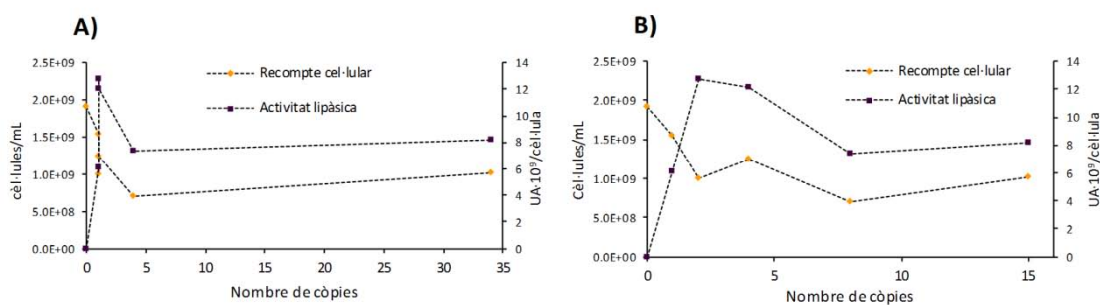 A)
cèl·lules/mL
2.5E+09
2.0E+09
1.5E+09
1.0E+09
5.0E+08
0.0E+00
Recompte cel·lular
Activitat lipàsica
14
12
10
8
6
4
2
0
UA·10⁹/cèl·lula
0 5 10 15 20 25 30 35
Nombre de còpies
B)
Cèl·lules/mL
2.5E+09
2.0E+09
1.5E+09
1.0E+09
5.0E+08
0.0E+00
Recompte cel·lular
Activitat lipàsica
14
12
10
8
6
4
2
0
UA·10⁹/cèl·lula
0 5 10 15
Nombre de còpies